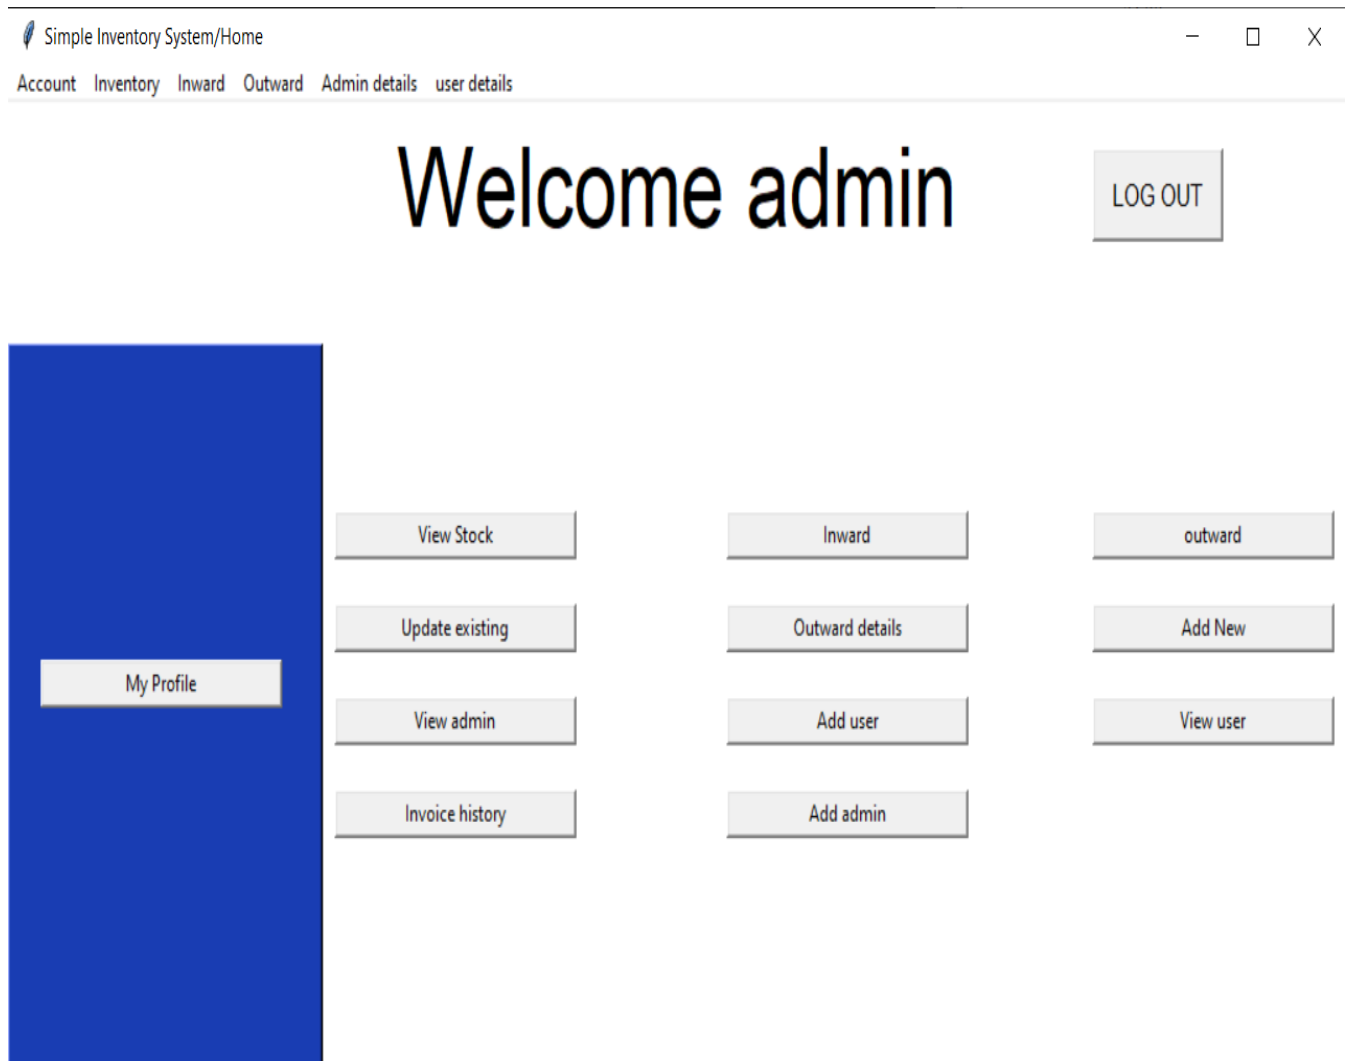 Simple Inventory System/Home
Account Inventory Inward Outward Admin details user details
Welcome admin
LOG OUT
View Stock Inward outward
Update existing Outward details Add New
My Profile
View admin Add user View user
Invoice history Add admin